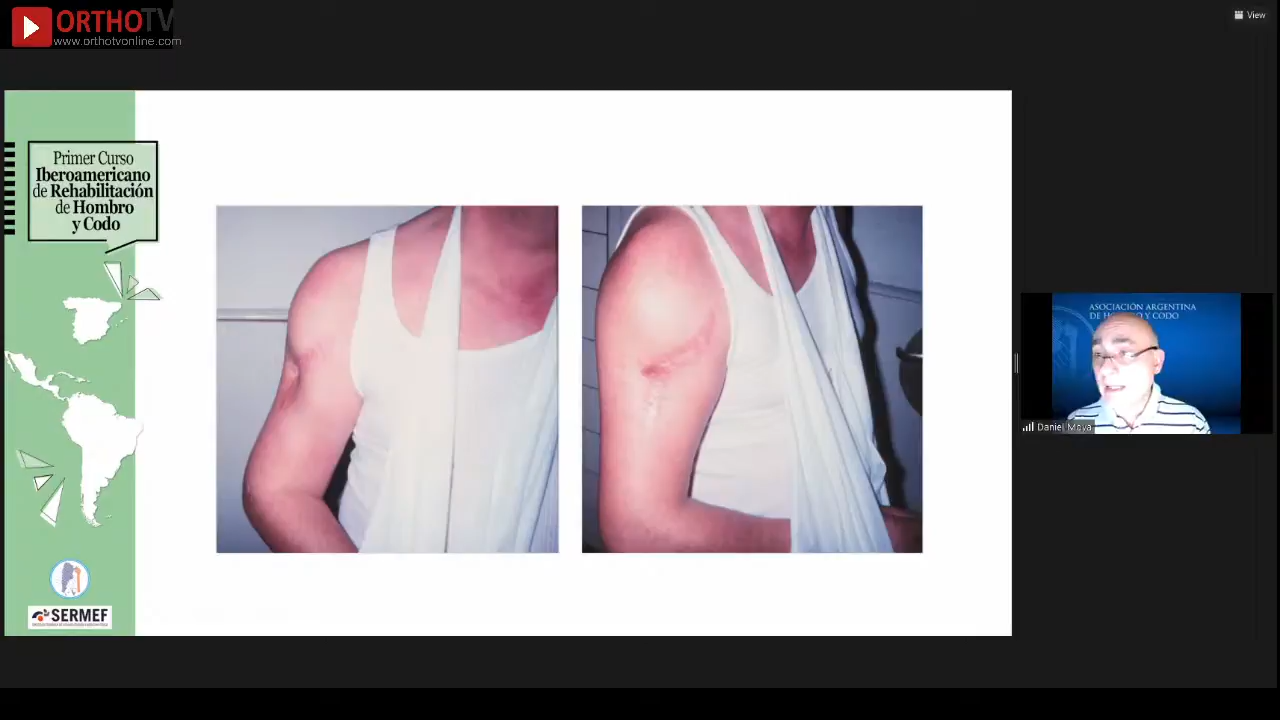 ORTHOTV
www.orthotvonline.com
View
Primer Curso
Iberoamericano
de Rehabilitación
de Hombro
y Codo
ASOCIACIÓN ARGENTINA
DE HOMBRO Y CODO
Daniel Moya
SERMEF